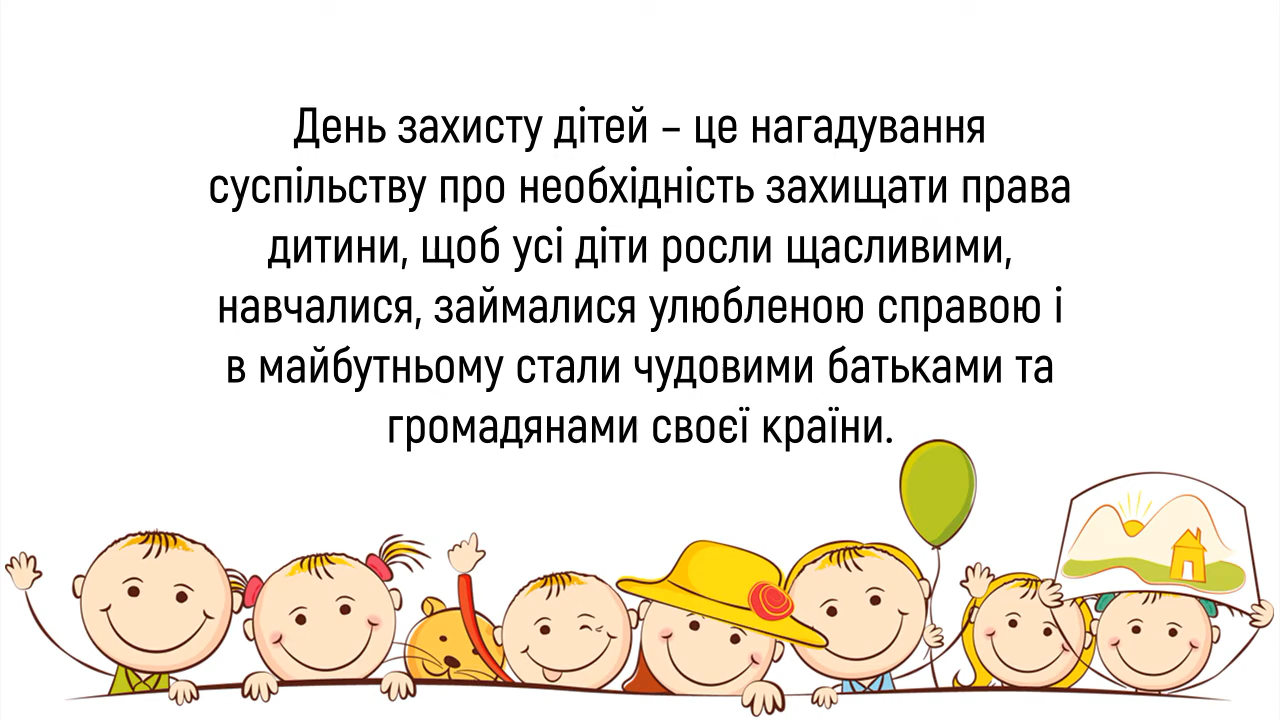 День захисту дітей – це нагадування
суспільству про необхідність захищати права
дитини, щоб усі діти росли щасливими,
навчалися, займалися улюбленою справою і
в майбутньому стали чудовими батьками та
громадянами своєї країни.